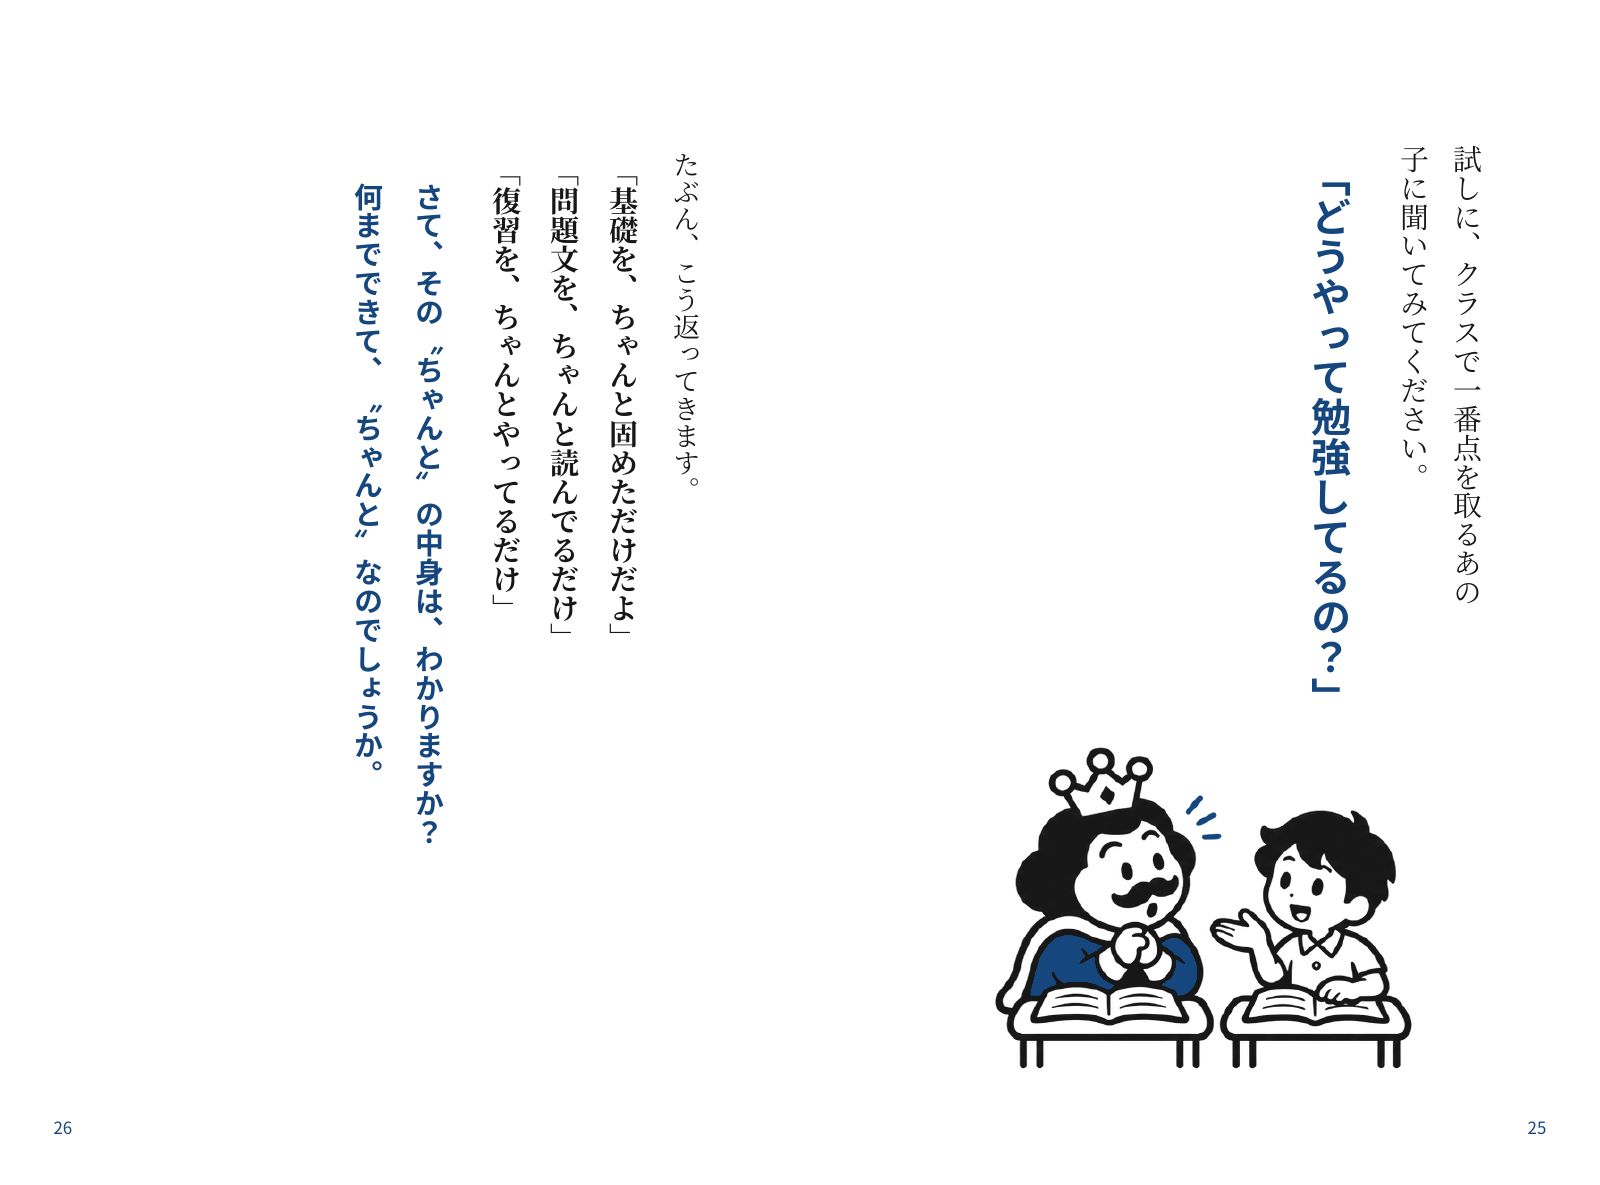 試しに、クラスで一番点を取るあの
子に聞いてみてください。
「どうやって勉強してるの？」
25
たぶん、こう返ってきます。
「基礎を、ちゃんと固めただけだよ」
「問題文を、ちゃんと読んでるだけ」
「復習を、ちゃんとやってるだけ」
さて、その〝ちゃんと〟の中身は、わかりますか？
何までできて、〝ちゃんと〟なのでしょうか。
26